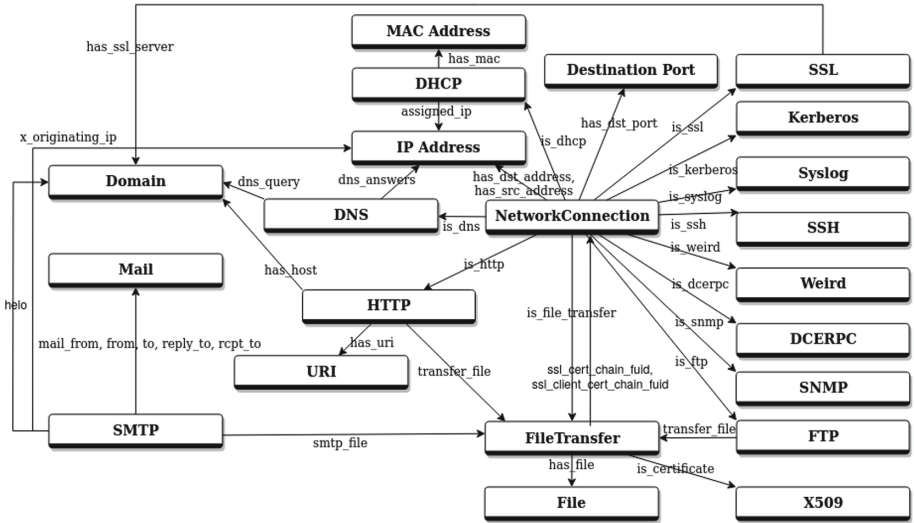 MAC Address
has_ssl_server
has_mac
Destination Port
SSL
DHCP
assigned_ip
has_dst_port
is_ssl
Kerberos
x_originating_ip
IP Address
is_dhcp
is_kerberos
Syslog
Domain
dns_query
dns_answers
has_dst_address,
has_src_address
is_syslog
DNS
is_dns
NetworkConnection
is_ssh
SSH
is_weird
Mail
has_host
is_http
is_dcerpc
Weird
helo
HTTP
is_file_transfer
is_snmp
DCERPC
mail_from, from, to, reply_to, rcpt_to
has_uri
is_ftp
URI
transfer_file
ssl_cert_chain_fuid,
ssl_client_cert_chain_fuid
SNMP
SMTP
smtp_file
FileTransfer
transfer_file
FTP
has_file
is_certificate
File
X509